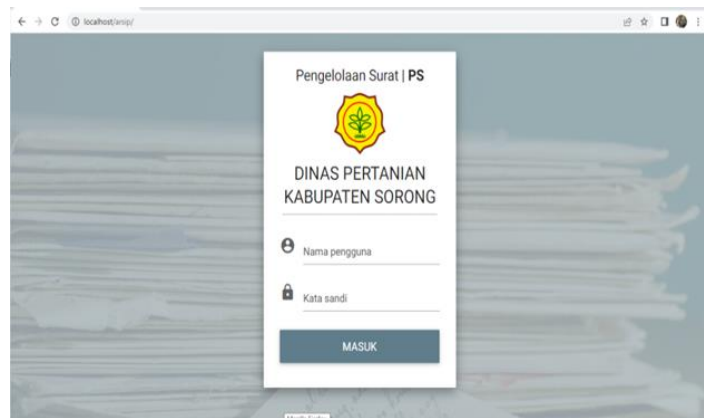 localhost/arsip/
Pengelolaan Surat | PS
DINAS PERTANIAN
KABUPATEN SORONG
Nama pengguna
Kata sandi
MASUK